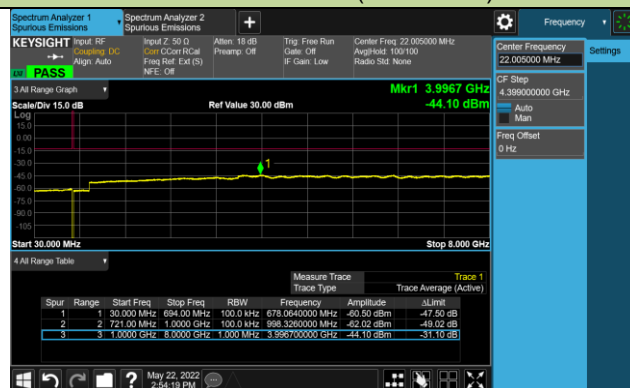 Spectrum Analyzer 1
Spurious Emissions
Spectrum Analyzer 2
Spurious Emissions
Frequency
KEYSIGHT
Input: RF
Coupling: DC
Align: Auto
Input Z: 50 Ω
Corr CCorr RCal
Freq Ref: Ext (S)
NFE: Off
Atten: 18 dB
Preamp: Off
Trig: Free Run
Gate: Off
IF Gain: Low
Center Freq: 22.005000 MHz
Avg|Hold: 100/100
Radio Std: None
PASS
Center Frequency
22.005000 MHz
Settings
CF Step
4.399000000 GHz
Auto
Man
Freq Offset
0 Hz
3 All Range Graph
Mkr1 3.9967 GHz
Scale/Div 15.0 dB
Ref Value 30.00 dBm
-44.10 dBm
Log
15.0
0.00
-15.0
-30.0
-45.0
-60.0
-75.0
-90.0
-105
1
Start 30.000 MHz
Stop 8.000 GHz
4 All Range Table
Measure Trace
Trace 1
Trace Type
Trace Average (Active)
Spur Range Start Freq Stop Freq RBW Frequency Amplitude ΔLimit
1 1 30.000 MHz 694.00 MHz 100.0 kHz 678.0640000 MHz -60.50 dBm -47.50 dB
2 2 721.00 MHz 1.0000 GHz 100.0 kHz 998.3260000 MHz -62.02 dBm -49.02 dB
3 3 1.0000 GHz 8.0000 GHz 1.000 MHz 3.996700000 GHz -44.10 dBm -31.10 dB
May 22, 2022
2:54:19 PM